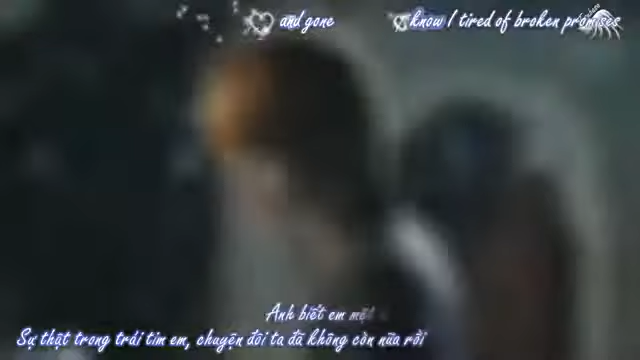 and gone know I tired of broken promises
Anh biết em mệt
Sự thật trong trái tim em, chuyện đôi ta đã không còn nữa rồi